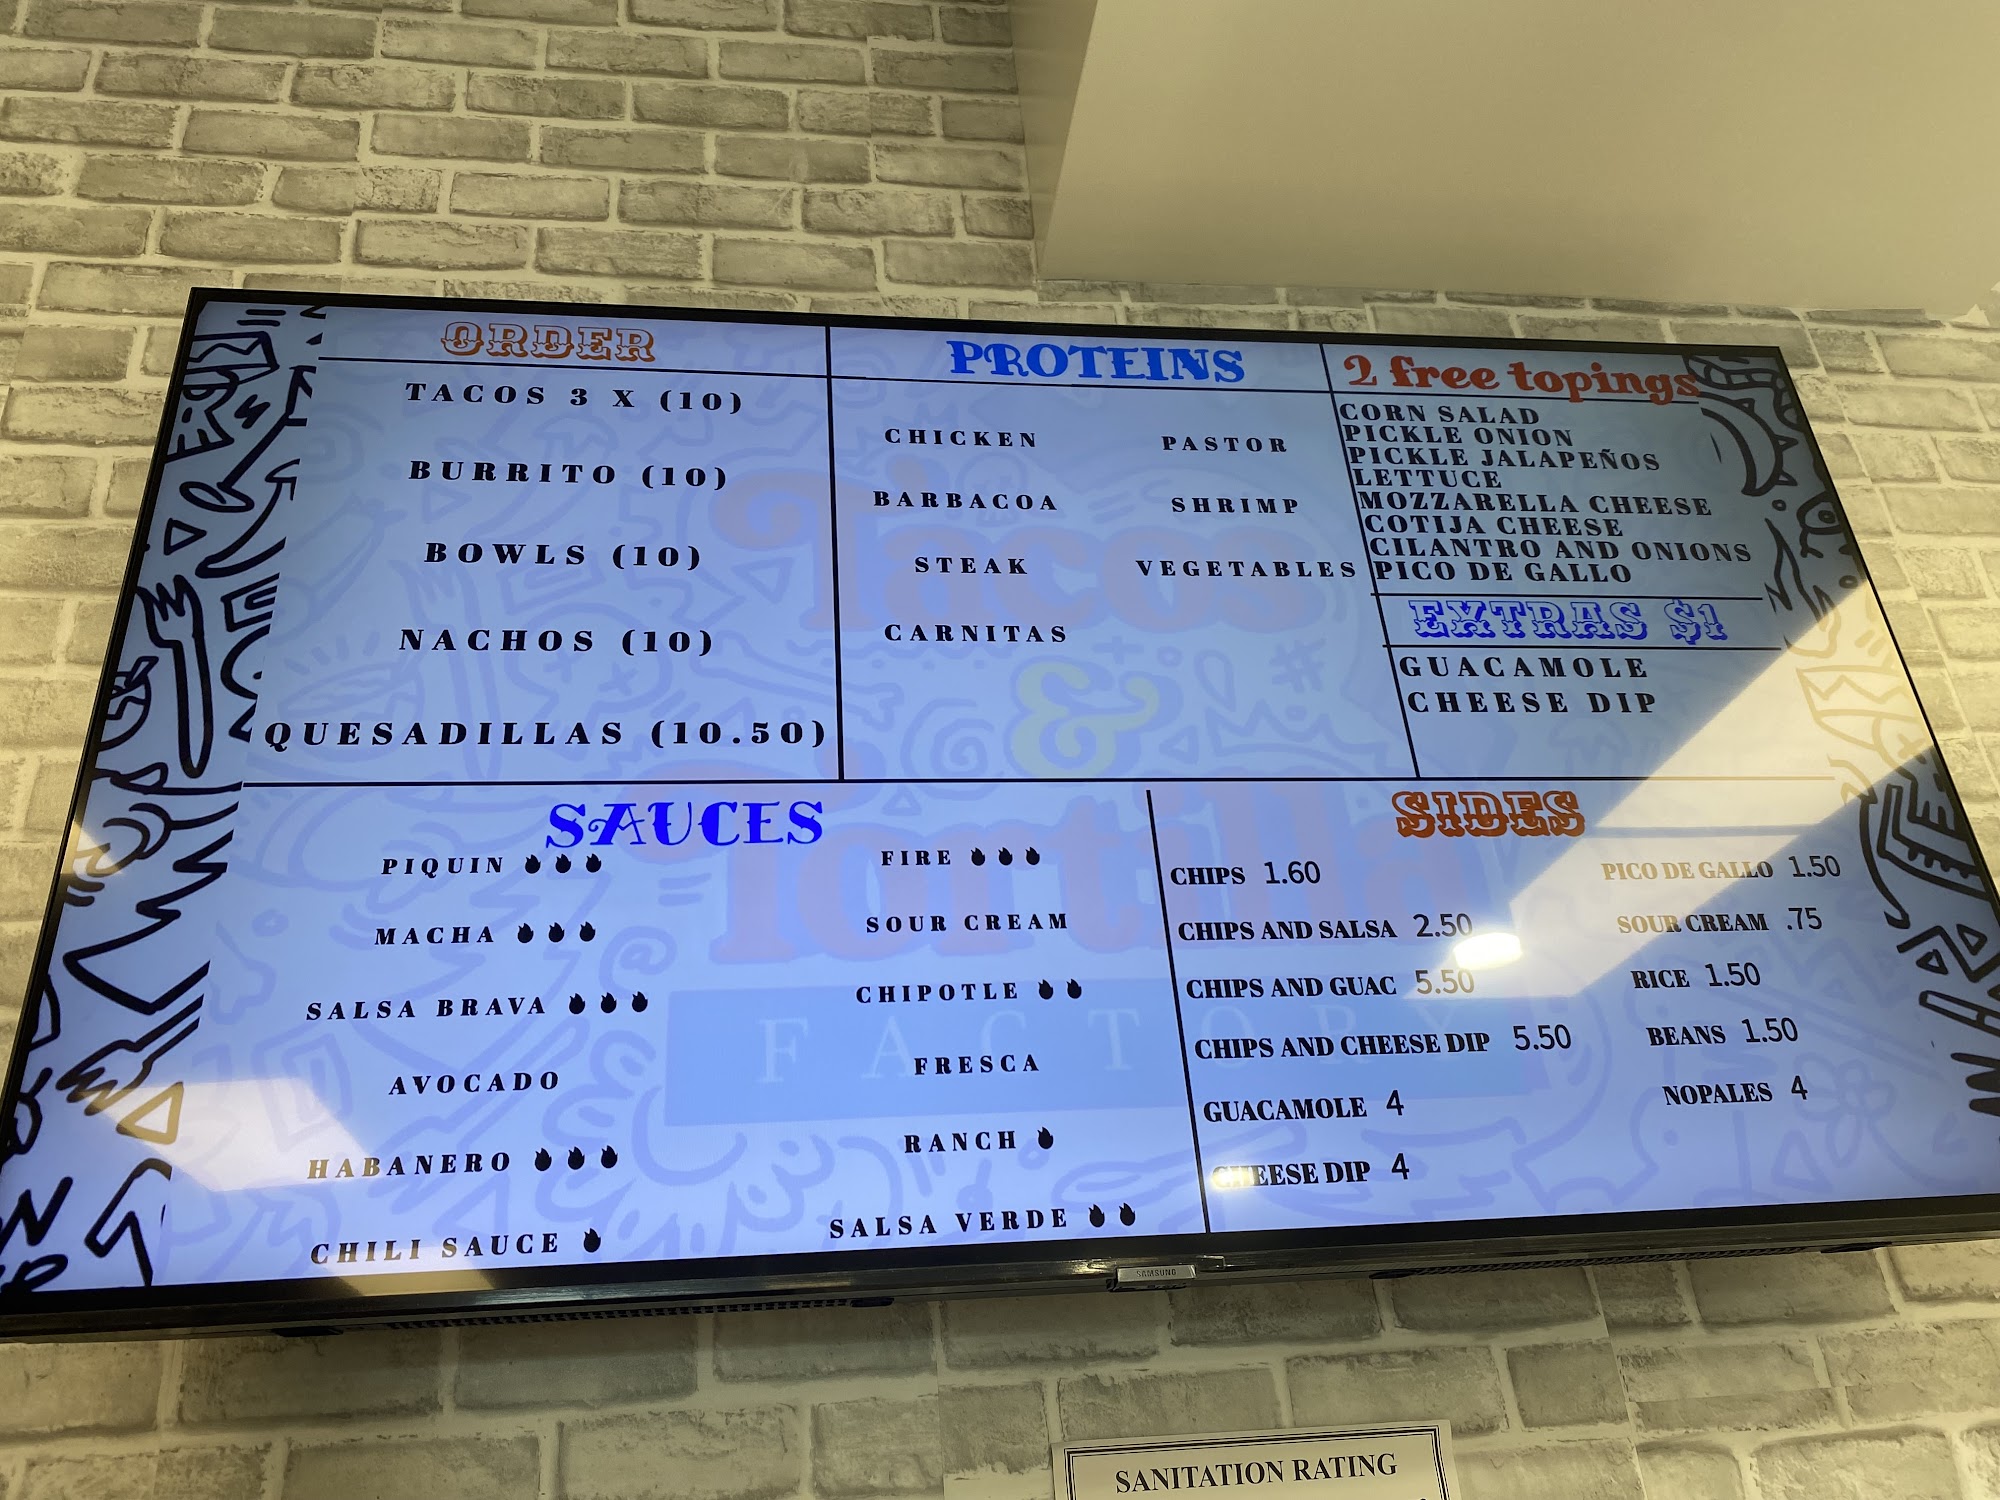 ORDER
TACOS 3 X (10)
BURRITO (10)
BOWLS (10)
NACHOS (10)
QUESADILLAS (10.50)
PROTEINS
CHICKEN
PASTOR
BARBACOA
SHRIMP
STEAK
VEGETABLES
CARNITAS
2 free topings
CORN SALAD
PICKLE ONION
PICKLE JALAPEÑOS
LETTUCE
MOZZARELLA CHEESE
COTIJA CHEESE
CILANTRO AND ONIONS
PICO DE GALLO
EXTRAS $1
GUACAMOLE
CHEESE DIP
Tacos
&
Tortilla
FACTORY
SAUCES
PIQUIN
MACHA
SALSA BRAVA
AVOCADO
HABANERO
CHILI SAUCE
FIRE
SOUR CREAM
CHIPOTLE
FRESCA
RANCH
SALSA VERDE
SIDES
CHIPS 1.60
CHIPS AND SALSA 2.50
CHIPS AND GUAC 5.50
CHIPS AND CHEESE DIP 5.50
GUACAMOLE 4
CHEESE DIP 4
PICO DE GALLO 1.50
SOUR CREAM .75
RICE 1.50
BEANS 1.50
NOPALES 4
SAMSUNG
SANITATION RATING